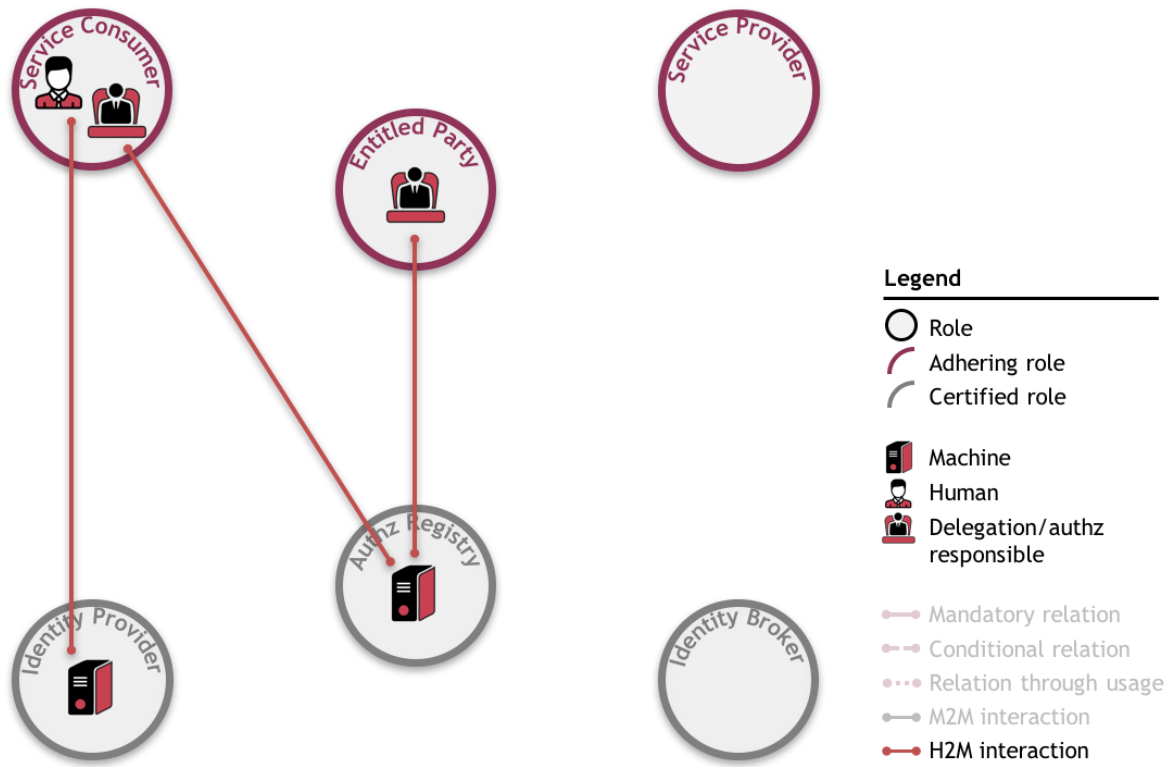 Service Consumer
Service Provider
Entitled Party
Authz Registry
Identity Provider
Identity Broker
Legend
Role
Adhering role
Certified role
Machine
Human
Delegation/authz
responsible
Mandatory relation
Conditional relation
Relation through usage
M2M interaction
H2M interaction